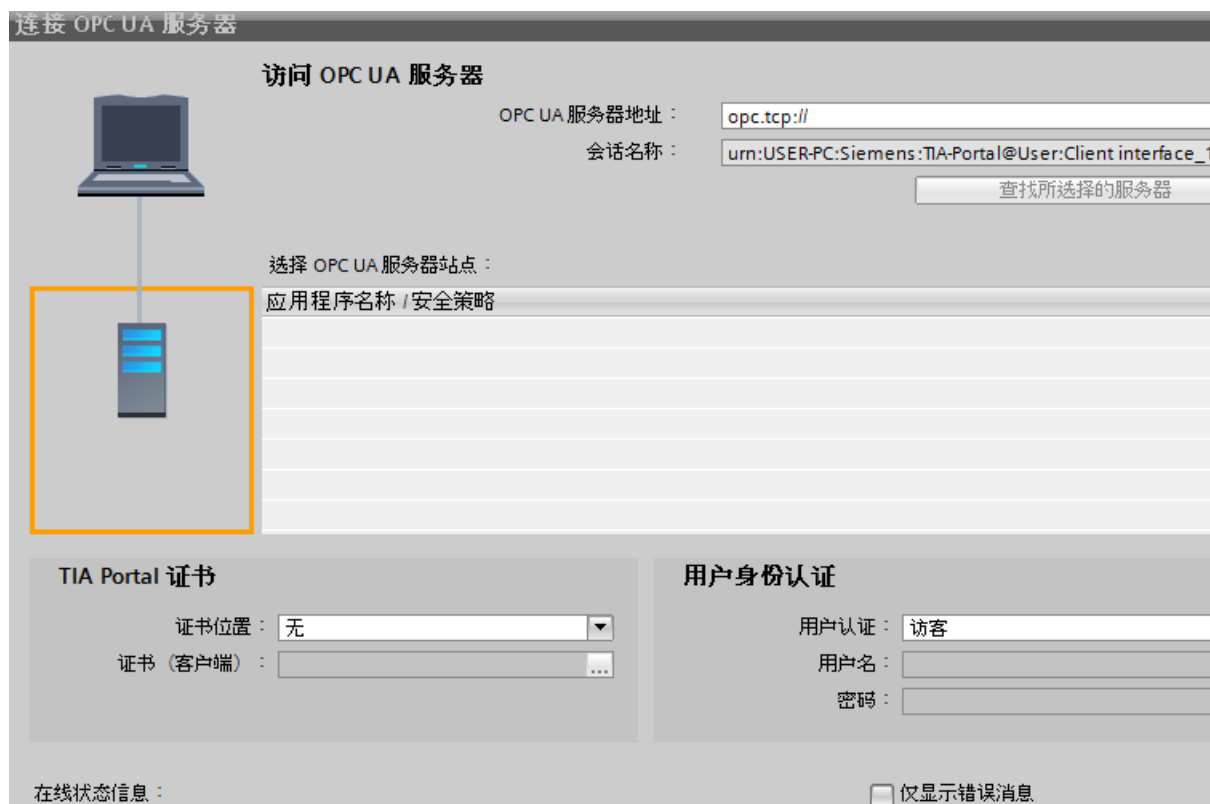 连接 OPC UA 服务器
访问 OPC UA 服务器
OPC UA 服务器地址：
opc.tcp://
会话名称：
urn:USER-PC:Siemens:TIA-Portal@User:Client interface_1
查找所选择的服务器
选择 OPC UA 服务器站点：
应用程序名称 / 安全策略
TIA Portal 证书
证书位置：
无
证书（客户端）：
...
用户身份认证
用户认证：
访客
用户名：
密码：
在线状态信息：
仅显示错误消息